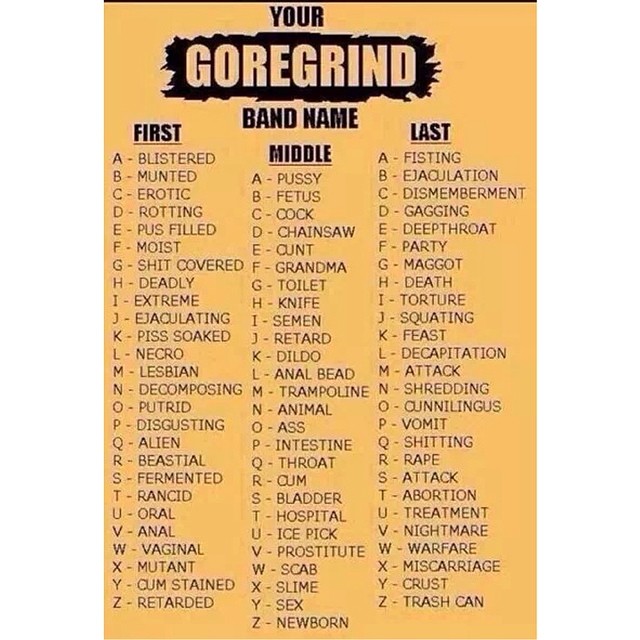 YOUR
GOREGRIND
BAND NAME
FIRST
A - BLISTERED
B - MUNTED
C - EROTIC
D - ROTTING
E - PUS FILLED
F - MOIST
G - SHIT COVERED
H - DEADLY
I - EXTREME
J - EJACULATING
K - PISS SOAKED
L - NECRO
M - LESBIAN
N - DECOMPOSING
O - PUTRID
P - DISGUSTING
Q - ALIEN
R - BEASTIAL
S - FERMENTED
T - RANCID
U - ORAL
V - ANAL
W - VAGINAL
X - MUTANT
Y - CUM STAINED
Z - RETARDED
MIDDLE
A - PUSSY
B - FETUS
C - COCK
D - CHAINSAW
E - CUNT
F - GRANDMA
G - TOILET
H - KNIFE
I - SEMEN
J - RETARD
K - DILDO
L - ANAL BEAD
M - TRAMPOLINE
N - ANIMAL
O - ASS
P - INTESTINE
Q - THROAT
R - CUM
S - BLADDER
T - HOSPITAL
U - ICE PICK
V - PROSTITUTE
W - SCAB
X - SLIME
Y - SEX
Z - NEWBORN
LAST
A - FISTING
B - EJACULATION
C - DISMEMBERMENT
D - GAGGING
E - DEEPTHROAT
F - PARTY
G - MAGGOT
H - DEATH
I - TORTURE
J - SQUATING
K - FEAST
L - DECAPITATION
M - ATTACK
N - SHREDDING
O - CUNNILINGUS
P - VOMIT
Q - SHITTING
R - RAPE
S - ATTACK
T - ABORTION
U - TREATMENT
V - NIGHTMARE
W - WARFARE
X - MISCARRIAGE
Y - CRUST
Z - TRASH CAN